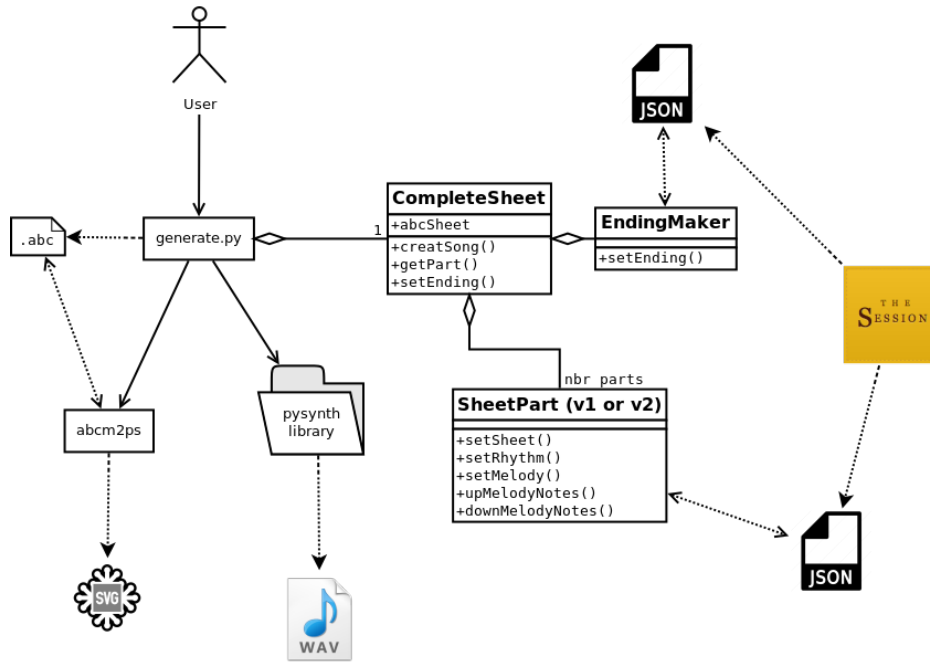 User
JSON
CompleteSheet
+abcSheet
+creatSong()
+getPart()
+setEnding()
1
.abc
generate.py
EndingMaker
+setEnding()
THE
SESSION
nbr parts
SheetPart (v1 or v2)
+setSheet()
+setRhythm()
+setMelody()
+upMelodyNotes()
+downMelodyNotes()
abcm2ps
pysynth
library
JSON
SVG
WAV